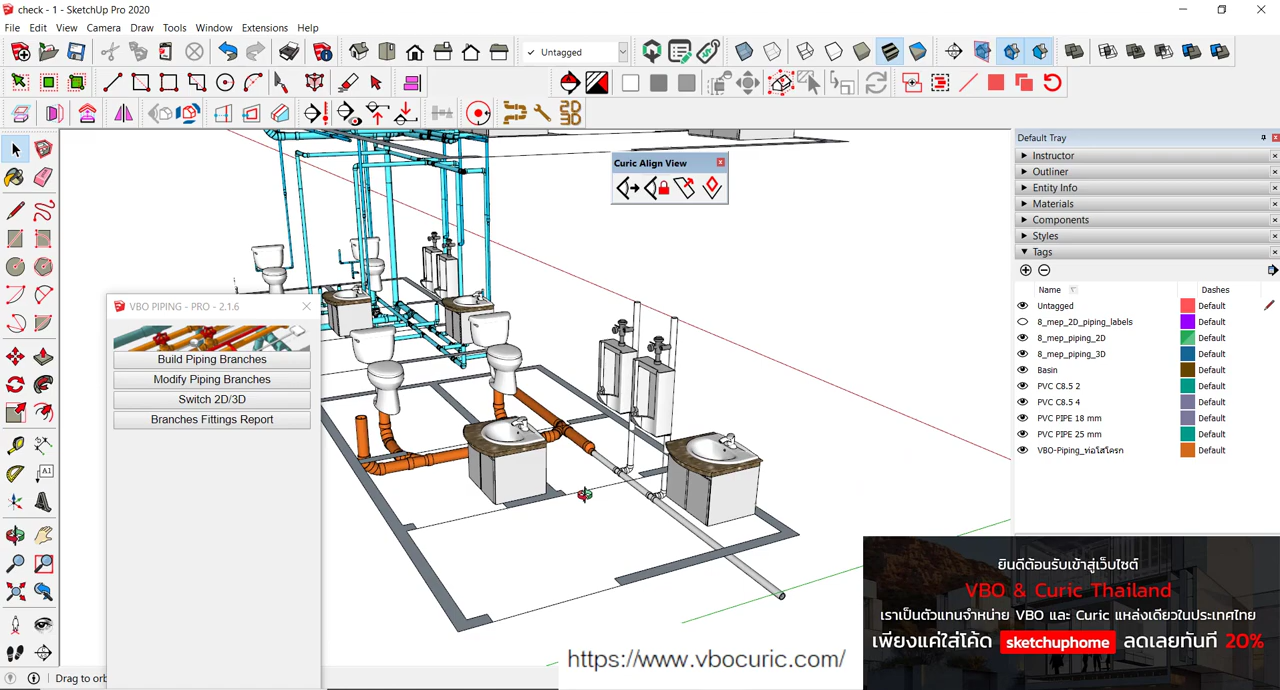 check - 1 - SketchUp Pro 2020
File Edit View Camera Draw Tools Window Extensions Help
Untagged
Curic Align View
Default Tray
Instructor
Outliner
Entity Info
Materials
Components
Styles
Tags
Name Dashes
Untagged Default
8_mep_2D_piping_labels Default
8_mep_piping_2D Default
8_mep_piping_3D Default
Basin Default
PVC C8.5 2 Default
PVC C8.5 4 Default
PVC PIPE 18 mm Default
PVC PIPE 25 mm Default
VBO-Piping_ท่อโสโครก Default
VBO PIPING - PRO - 2.1.6
Build Piping Branches
Modify Piping Branches
Switch 2D/3D
Branches Fittings Report
2D
3D
A1
Drag to orb
https://www.vbocuric.com/
ยินดีต้อนรับเข้าสู่เว็บไซต์
VBO & Curic Thailand
เราเป็นตัวแทนจำหน่าย VBO และ Curic แหล่งเดียวในประเทศไทย
เพียงแค่ใส่โค้ด sketchuphome ลดเลยทันที 20%